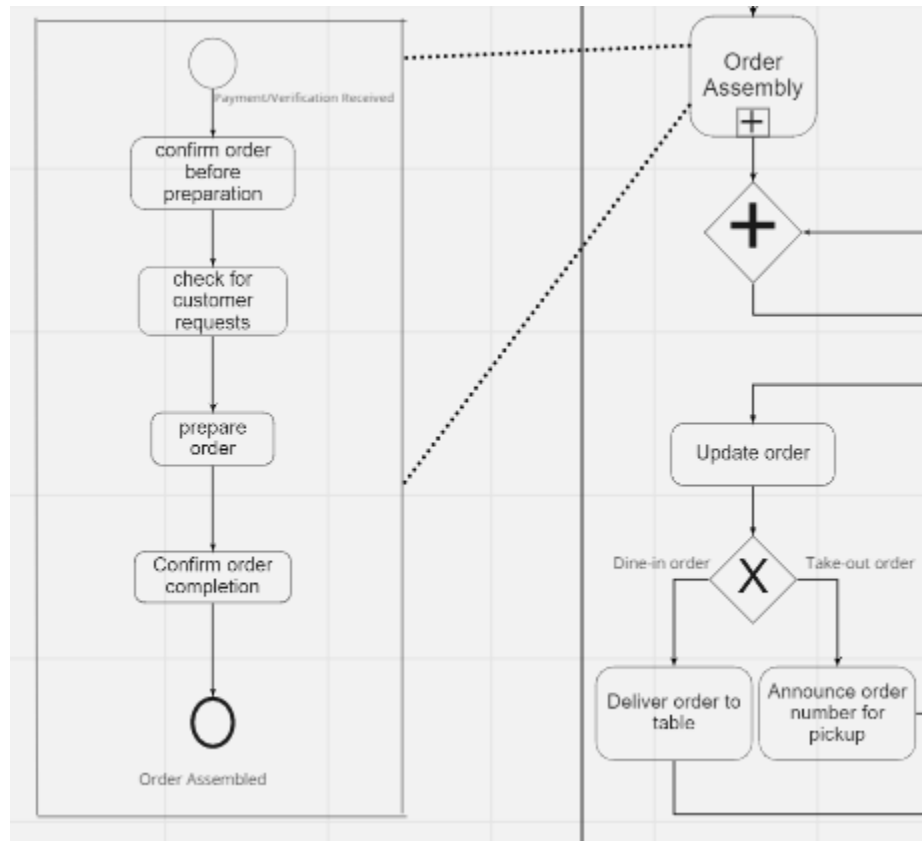 Payment/Verification Received
confirm order
before
preparation
check for
customer
requests
prepare
order
Confirm order
completion
Order Assembled
Order
Assembly
Update order
Dine-in order
X
Take-out order
Deliver order to
table
Announce order
number for
pickup